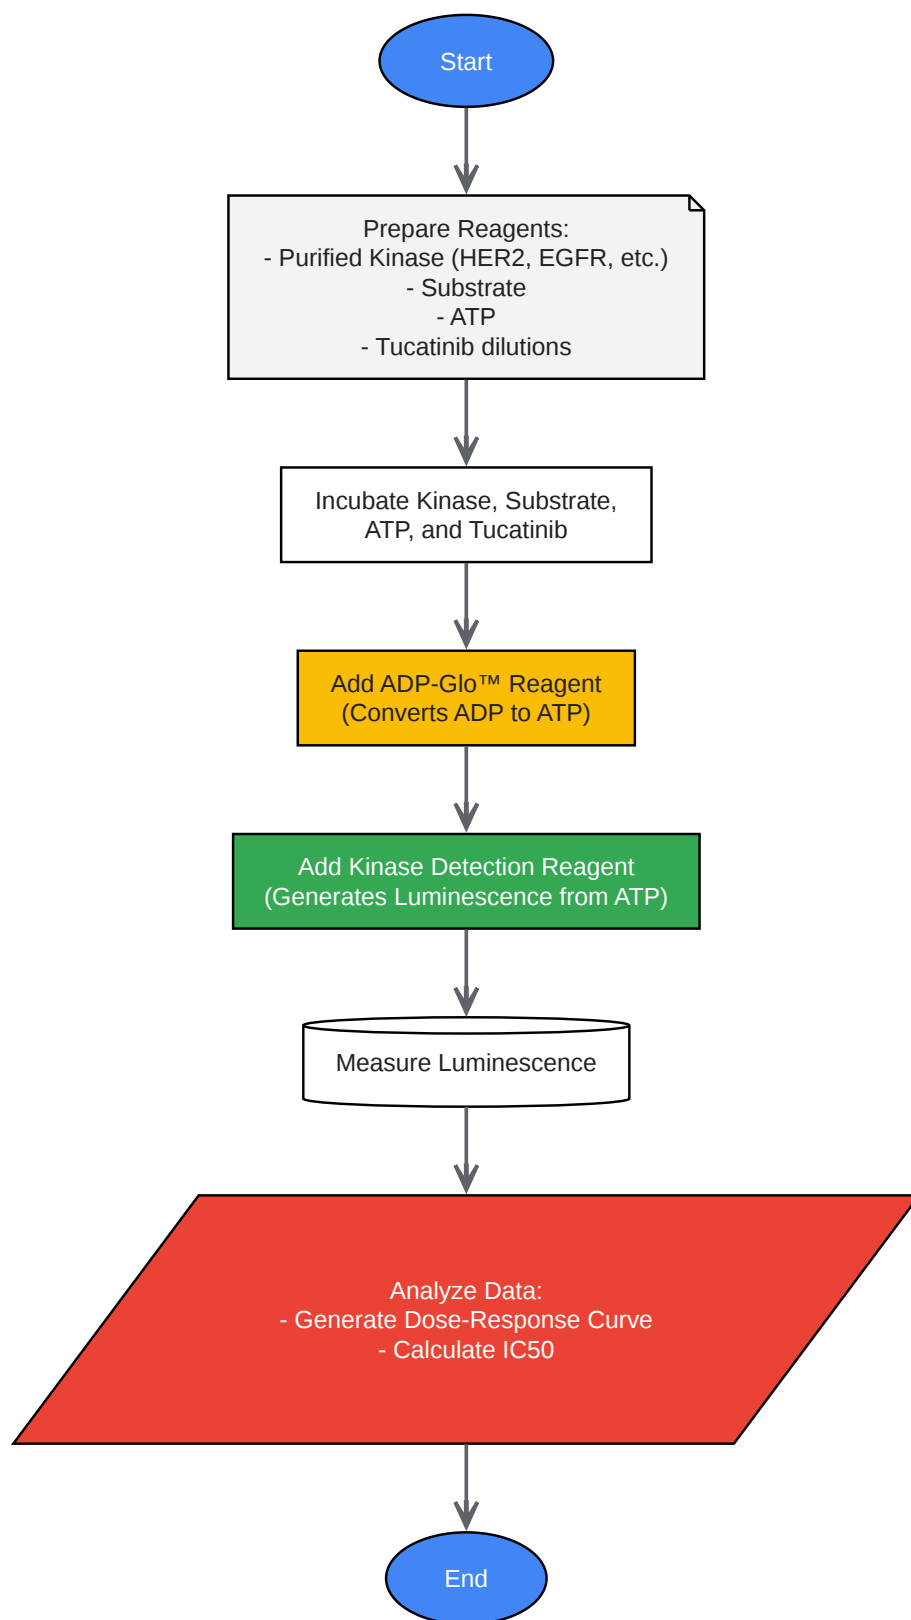 Start
Prepare Reagents:
- Purified Kinase (HER2, EGFR, etc.)
- Substrate
- ATP
- Tucatinib dilutions
Incubate Kinase, Substrate,
ATP, and Tucatinib
Add ADP-Glo™ Reagent
(Converts ADP to ATP)
Add Kinase Detection Reagent
(Generates Luminescence from ATP)
Measure Luminescence
Analyze Data:
- Generate Dose-Response Curve
- Calculate IC50
End